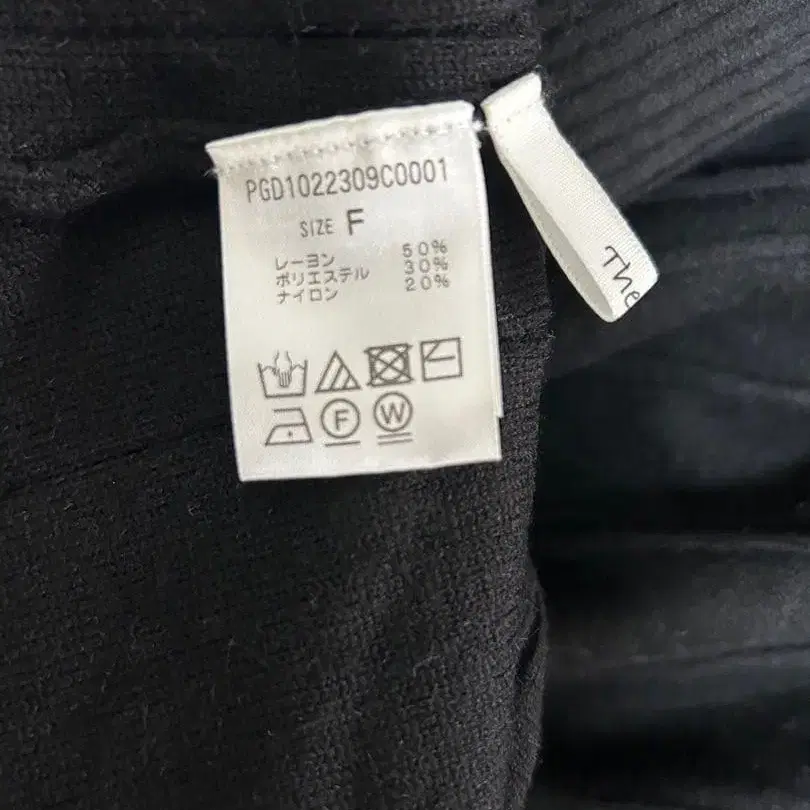 PGD1022309C0001
SIZE F
レーヨン 50%
ポリエステル 30%
ナイロン 20%
F W
The